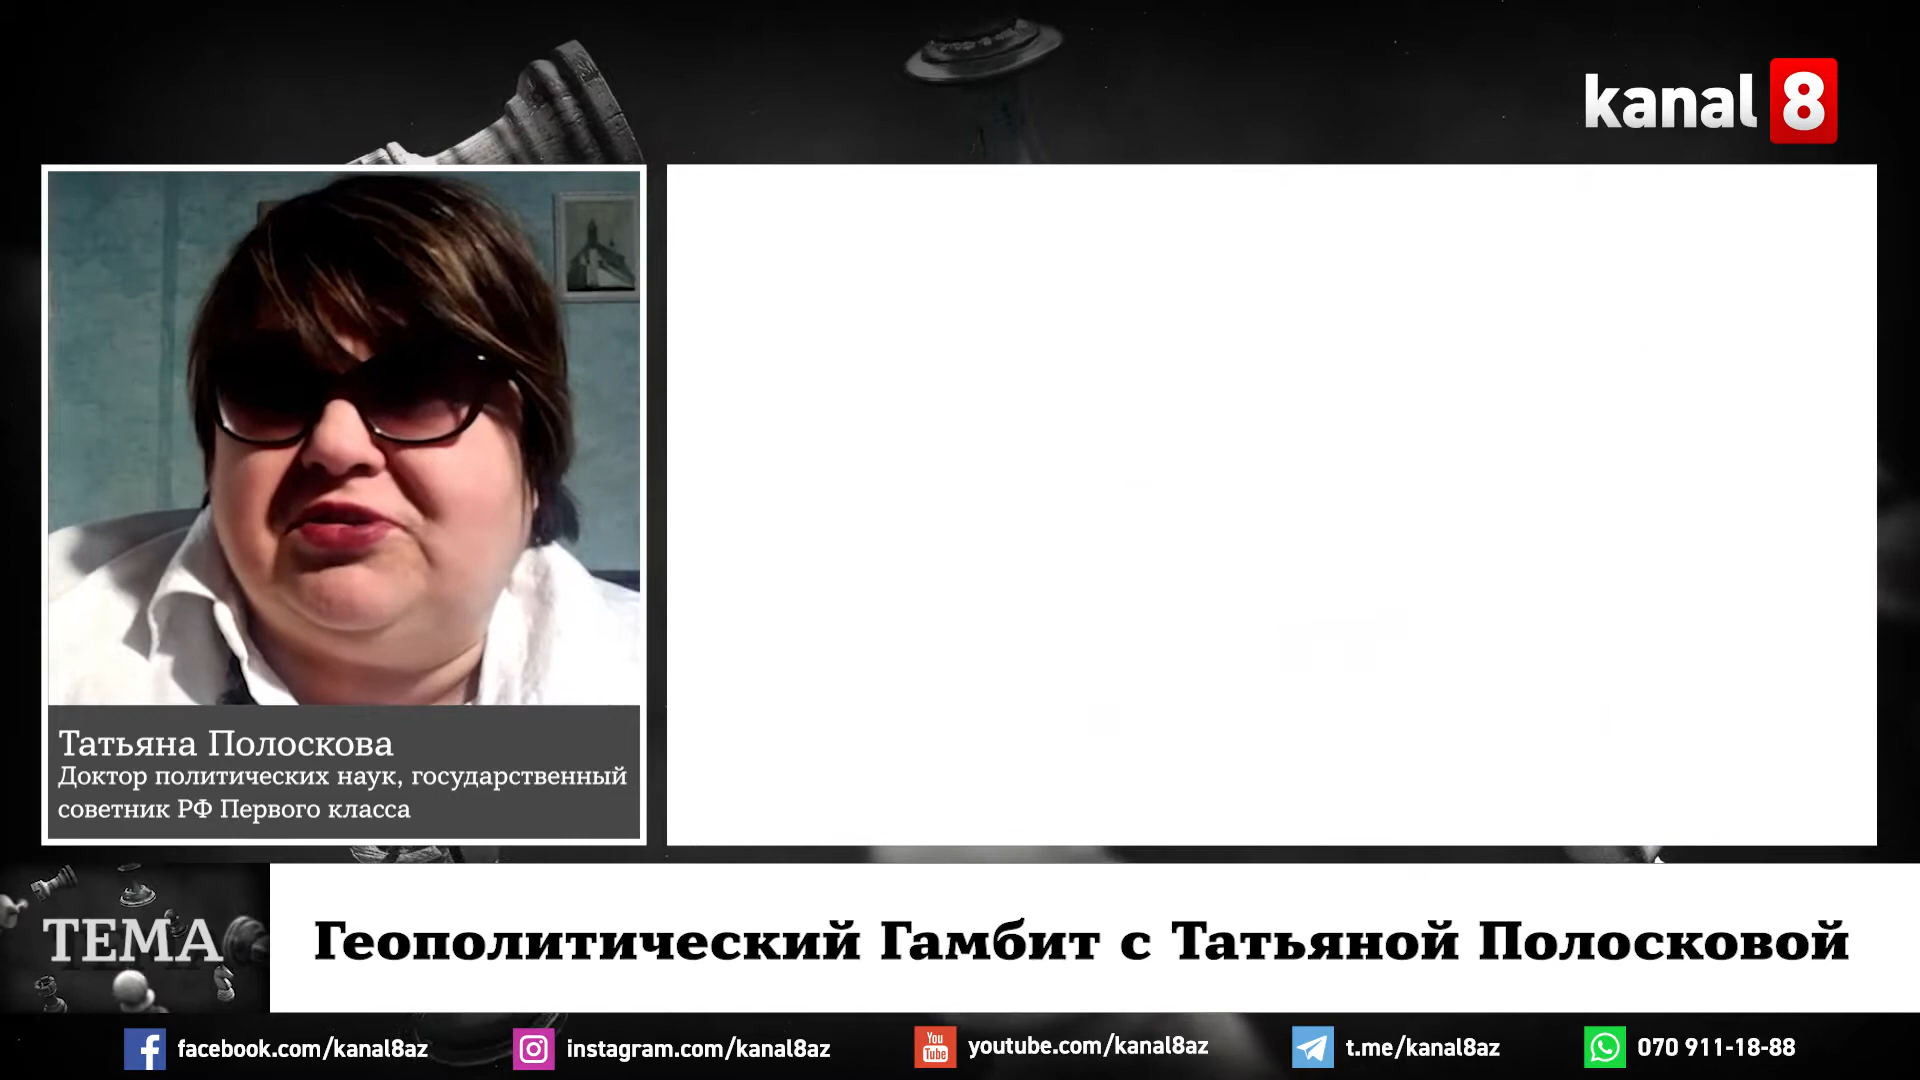 kanal 8
Татьяна Полоскова
Доктор политических наук, государственный
советник РФ Первого класса
ТЕМА
Геополитический Гамбит с Татьяной Полосковой
facebook.com/kanal8az
instagram.com/kanal8az
You
Tube
youtube.com/kanal8az
t.me/kanal8az
070 911-18-88